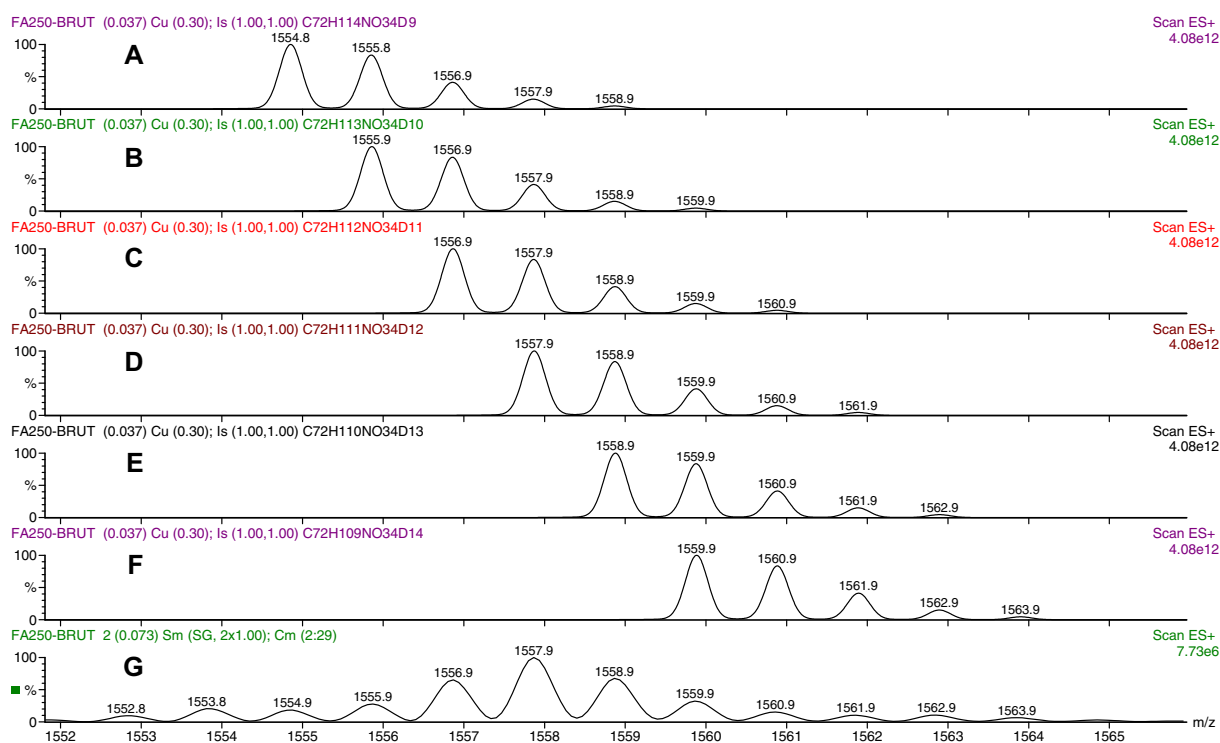 FA250-BRUT (0.037) Cu (0.30); Is (1.00,1.00) C72H114NO34D9 Scan ES+
4.08e12
A
100
%
0
1554.8 1555.8 1556.9 1557.9 1558.9
FA250-BRUT (0.037) Cu (0.30); Is (1.00,1.00) C72H113NO34D10 Scan ES+
4.08e12
B
100
%
0
1555.9 1556.9 1557.9 1558.9 1559.9
FA250-BRUT (0.037) Cu (0.30); Is (1.00,1.00) C72H112NO34D11 Scan ES+
4.08e12
C
100
%
0
1556.9 1557.9 1558.9 1559.9 1560.9
FA250-BRUT (0.037) Cu (0.30); Is (1.00,1.00) C72H111NO34D12 Scan ES+
4.08e12
D
100
%
0
1557.9 1558.9 1559.9 1560.9 1561.9
FA250-BRUT (0.037) Cu (0.30); Is (1.00,1.00) C72H110NO34D13 Scan ES+
4.08e12
E
100
%
0
1558.9 1559.9 1560.9 1561.9 1562.9
FA250-BRUT (0.037) Cu (0.30); Is (1.00,1.00) C72H109NO34D14 Scan ES+
4.08e12
F
100
%
0
1559.9 1560.9 1561.9 1562.9 1563.9
FA250-BRUT 2 (0.073) Sm (SG, 2x1.00); Cm (2:29) Scan ES+
7.73e6
G
100
%
0
1552.8 1553.8 1554.9 1555.9 1556.9 1557.9 1558.9 1559.9 1560.9 1561.9 1562.9 1563.9
m/z
1552 1553 1554 1555 1556 1557 1558 1559 1560 1561 1562 1563 1564 1565